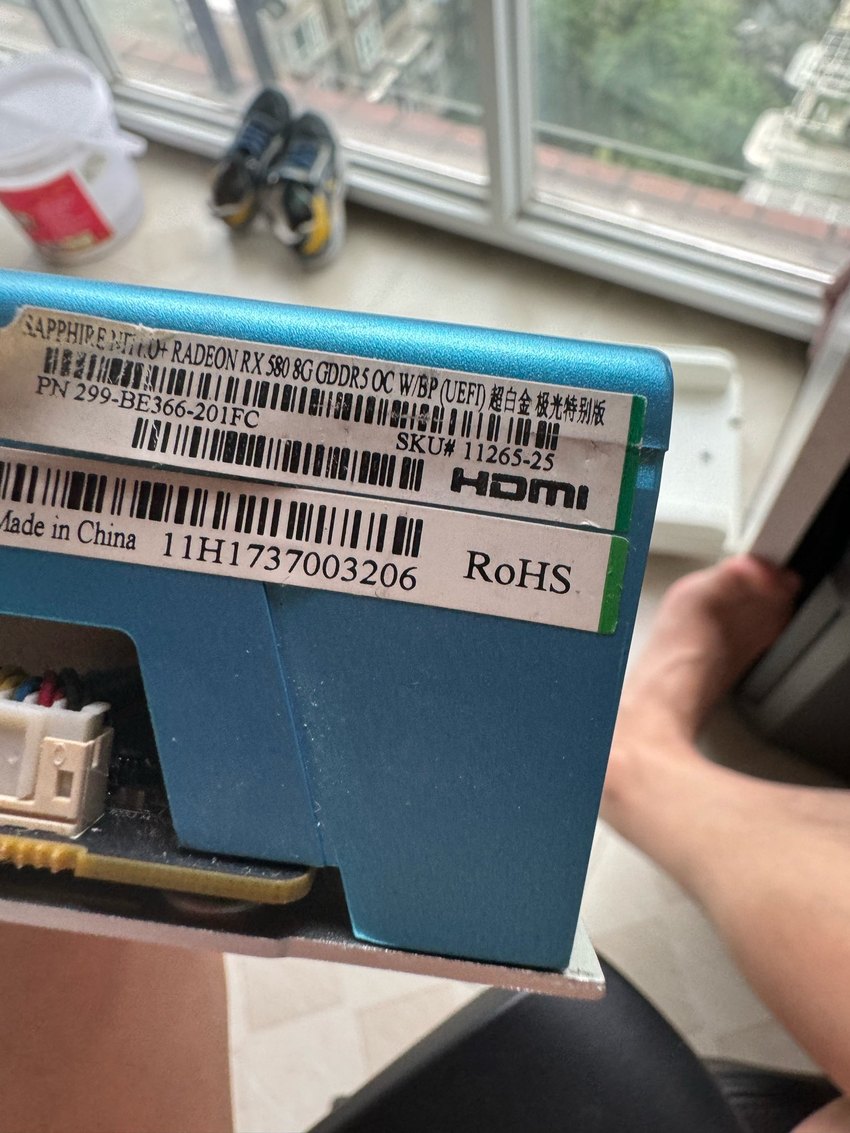 SAPPHIRE NITRO+ RADEON RX 580 8G GDDR5 OC W/BP (UEFI) 超白金 极光特别版
PN 299-BE366-201FC
SKU# 11265-25
HDMI
Made in China
11H1737003206
RoHS